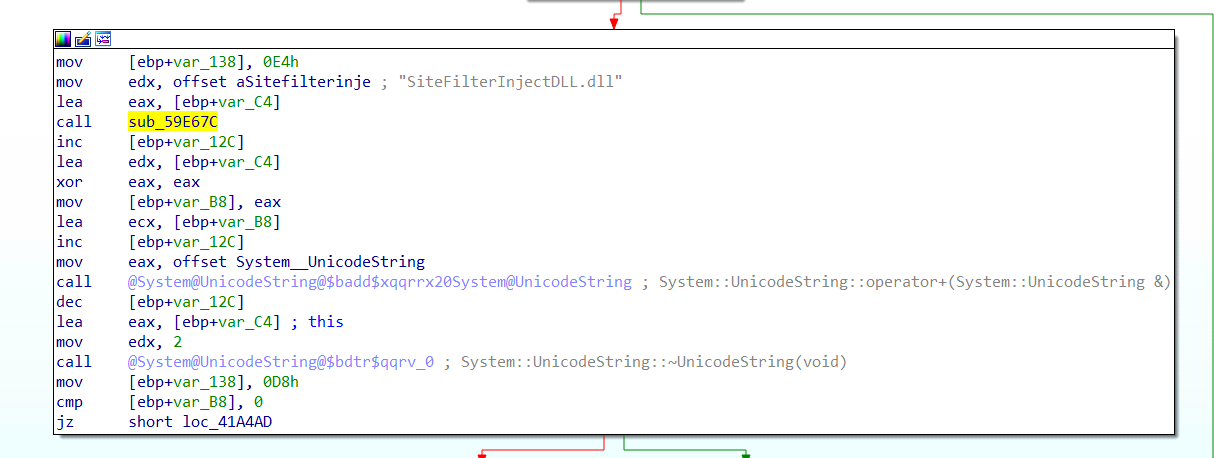 mov [ebp+var_138], 0E4h
mov edx, offset aSitefilterinje ; "SiteFilterInjectDLL.dll"
lea eax, [ebp+var_C4]
call sub_59E67C
inc [ebp+var_12C]
lea edx, [ebp+var_C4]
xor eax, eax
mov [ebp+var_B8], eax
lea ecx, [ebp+var_B8]
inc [ebp+var_12C]
mov eax, offset System__UnicodeString
call @System@UnicodeString@$badd$xqqrrx20System@UnicodeString ; System::UnicodeString::operator+(System::UnicodeString &)
dec [ebp+var_12C]
lea eax, [ebp+var_C4] ; this
mov edx, 2
call @System@UnicodeString@$bdtr$qqrv_0 ; System::UnicodeString::~UnicodeString(void)
mov [ebp+var_138], 0D8h
cmp [ebp+var_B8], 0
jz short loc_41A4AD